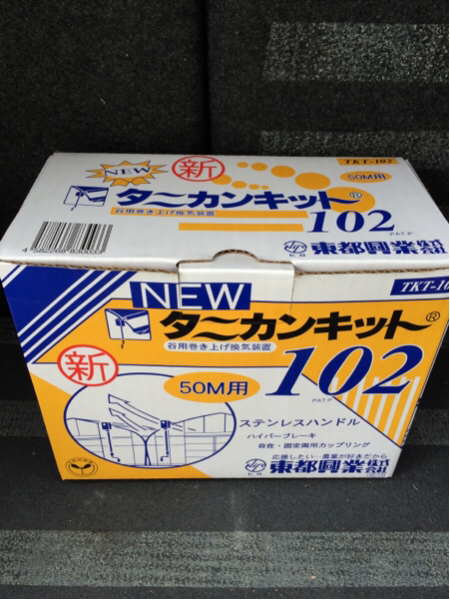 NEW
新
TKT-102
50M用
タニカンキット®
谷用巻き上げ換気装置
102
PAT.P
東都興業株式会社
NEW
TKT-10
タニカンキット®
谷用巻き上げ換気装置
新
102
PAT.P
50M用
ステンレスハンドル
ハイパーブレーキ
自在・固定両用カップリング
応援したい…農業が好きだから
東都興業株式会社